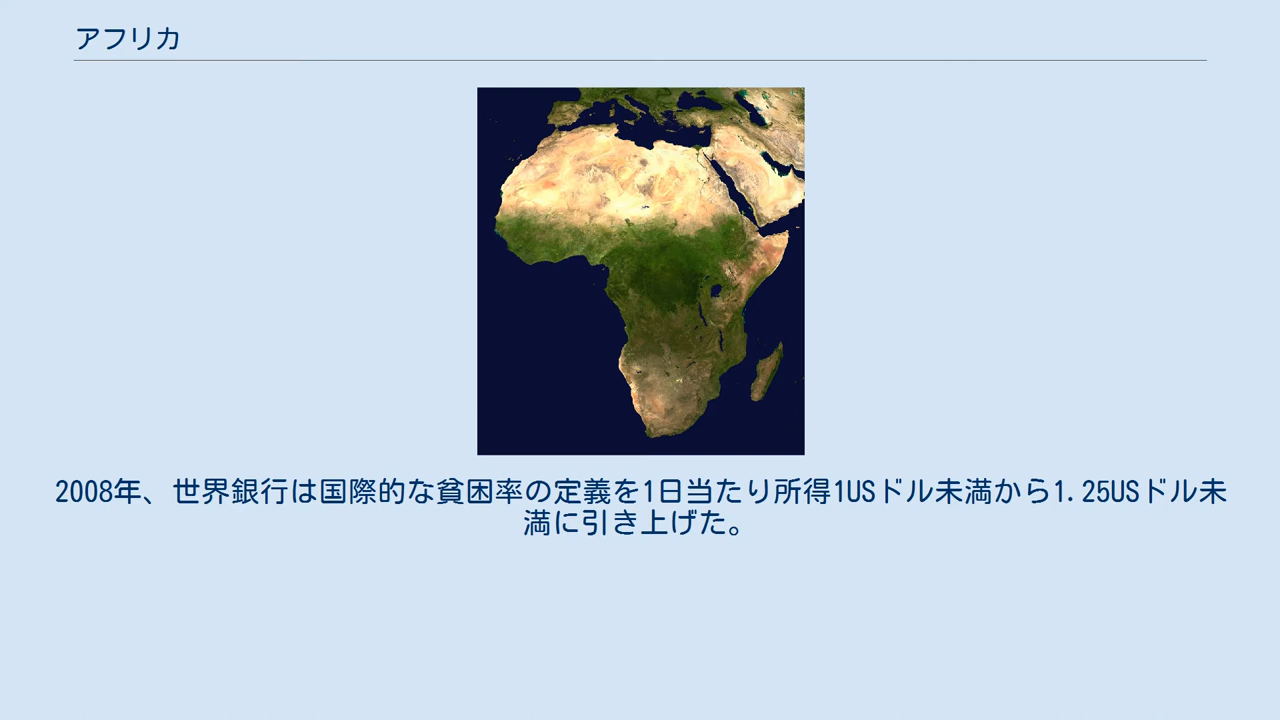 アフリカ
2008年、世界銀行は国際的な貧困率の定義を1日当たり所得1USドル未満から1.25USドル未
満に引き上げた。